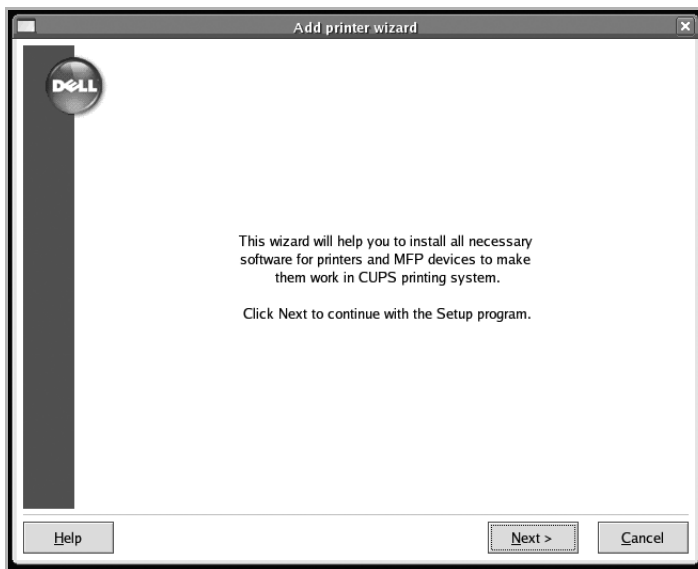 Add printer wizard
DELL
This wizard will help you to install all necessary
software for printers and MFP devices to make
them work in CUPS printing system.
Click Next to continue with the Setup program.
Help
Next >
Cancel